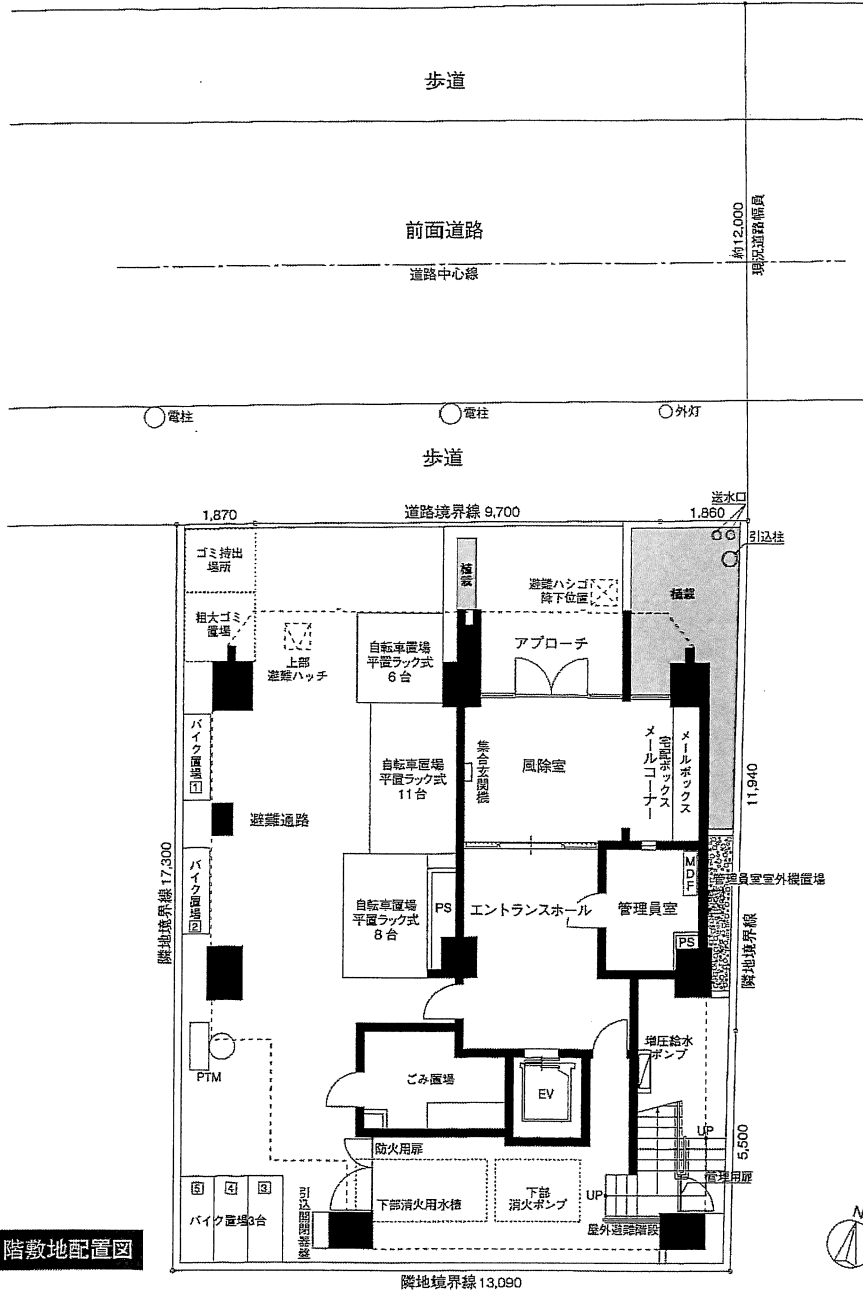 歩道
前面道路
道路中心線
約12,000
現況道路幅員
電柱
電柱
外灯
歩道
送水口
1,870
道路境界線 9,700
1,860
引込柱
ゴミ持出
場所
植栽
避難ハシゴ
降下位置
植栽
粗大ゴミ
置場
上部
避難ハッチ
自転車置場
平置ラック式
6台
アプローチ
バイク置場
1
自転車置場
平置ラック式
11台
集合玄関機
風除室
宅配ボックス
メールコーナー
メールボックス
11,940
避難通路
隣地境界線 17,300
バイク置場
2
自転車置場
平置ラック式
8台
PS
エントランスホール
管理員室
MDF
管理員室室外機置場
PS
隣地境界線
PTM
ごみ置場
EV
増圧給水
ポンプ
UP
5,500
防火用扉
管理用扉
5
4
3
バイク置場3台
引込開閉器盤
下部消火用水槽
下部
消火ポンプ
UP
屋外避難階段
階敷地配置図
N
隣地境界線 13,090